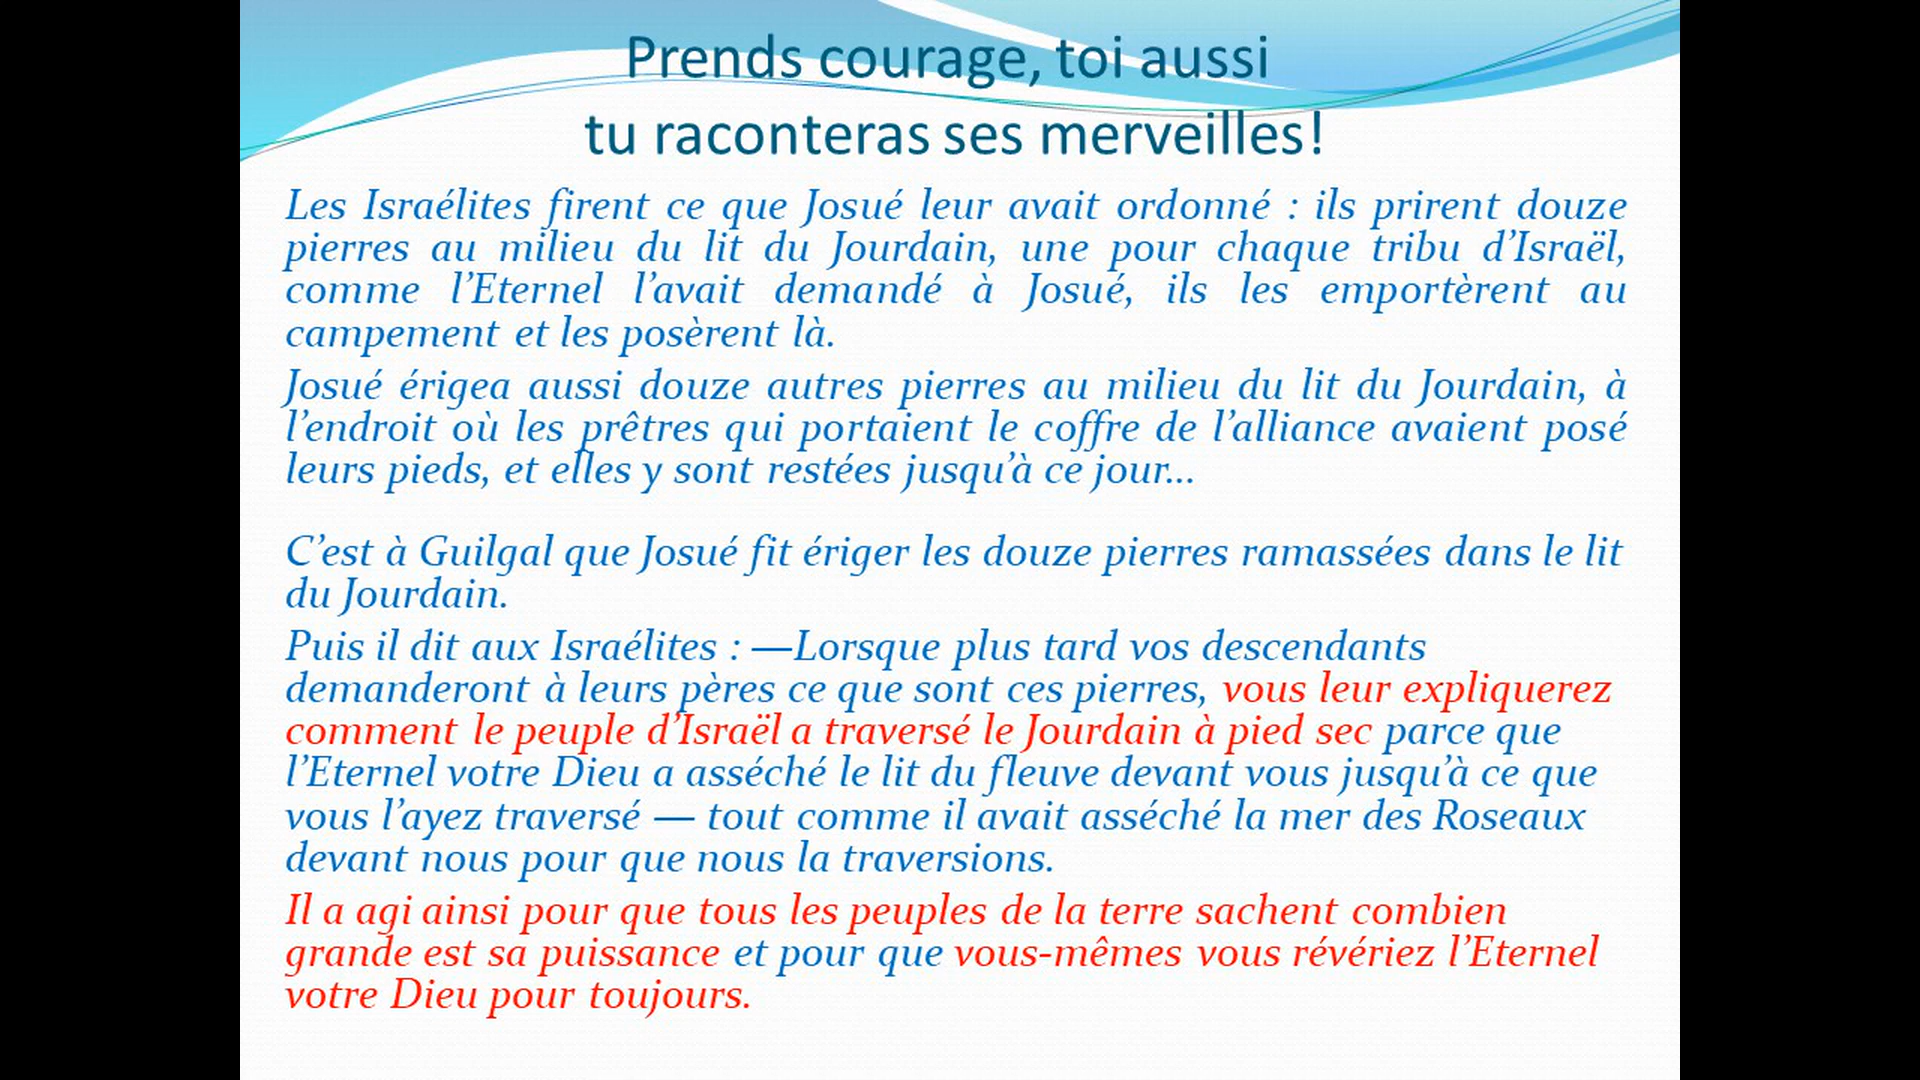 Prends courage, toi aussi
tu raconteras ses merveilles!
Les Israélites firent ce que Josué leur avait ordonné : ils prirent douze
pierres au milieu du lit du Jourdain, une pour chaque tribu d’Israël,
comme l’Eternel l’avait demandé à Josué, ils les emportèrent au
campement et les posèrent là.
Josué érigea aussi douze autres pierres au milieu du lit du Jourdain, à
l’endroit où les prêtres qui portaient le coffre de l’alliance avaient posé
leurs pieds, et elles y sont restées jusqu’à ce jour...
C’est à Guilgal que Josué fit ériger les douze pierres ramassées dans le lit
du Jourdain.
Puis il dit aux Israélites : —Lorsque plus tard vos descendants
demanderont à leurs pères ce que sont ces pierres, vous leur expliquerez
comment le peuple d’Israël a traversé le Jourdain à pied sec parce que
l’Eternel votre Dieu a asséché le lit du fleuve devant vous jusqu’à ce que
vous l’ayez traversé — tout comme il avait asséché la mer des Roseaux
devant nous pour que nous la traversions.
Il a agi ainsi pour que tous les peuples de la terre sachent combien
grande est sa puissance et pour que vous-mêmes vous révériez l’Eternel
votre Dieu pour toujours.